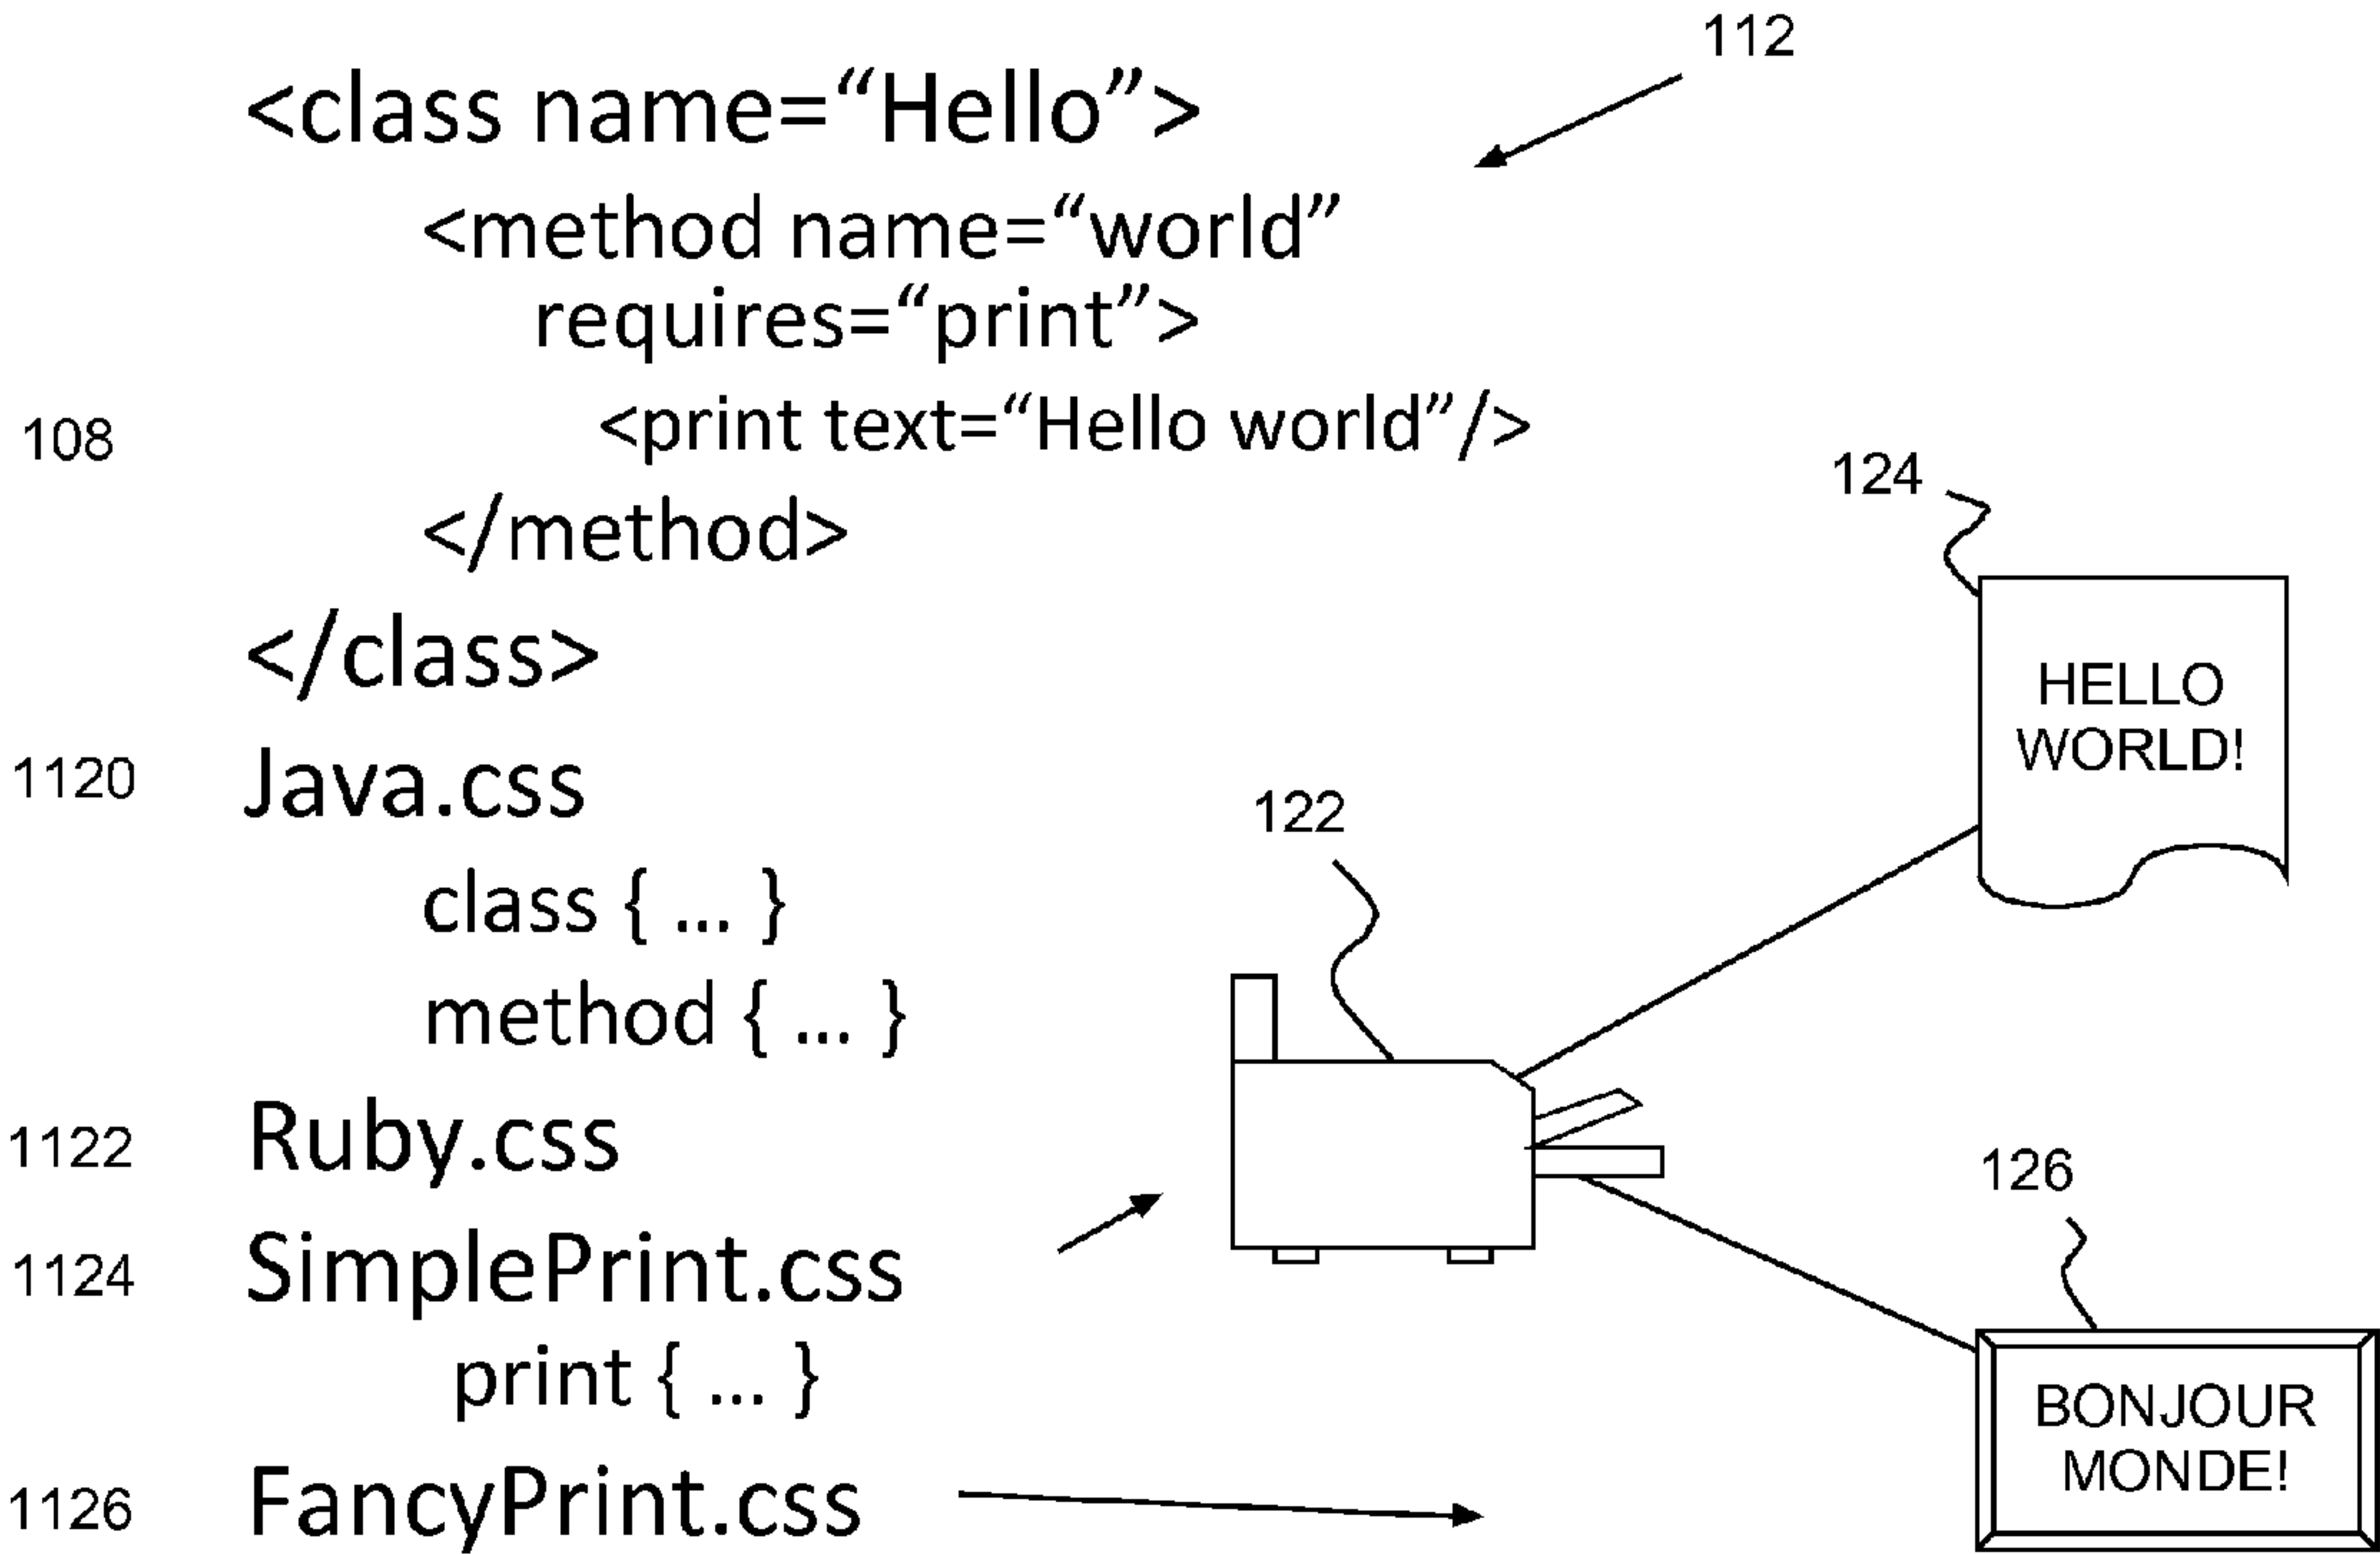 112
<class name=“Hello”>
<method name=“world”
requires=“print”>
108 <print text=“Hello world”/>
</method>
</class>
124
HELLO
WORLD!
1120 Java.css
class { ... }
method { ... }
122
1122 Ruby.css
1124 SimplePrint.css
print { ... }
1126 FancyPrint.css
126
BONJOUR
MONDE!